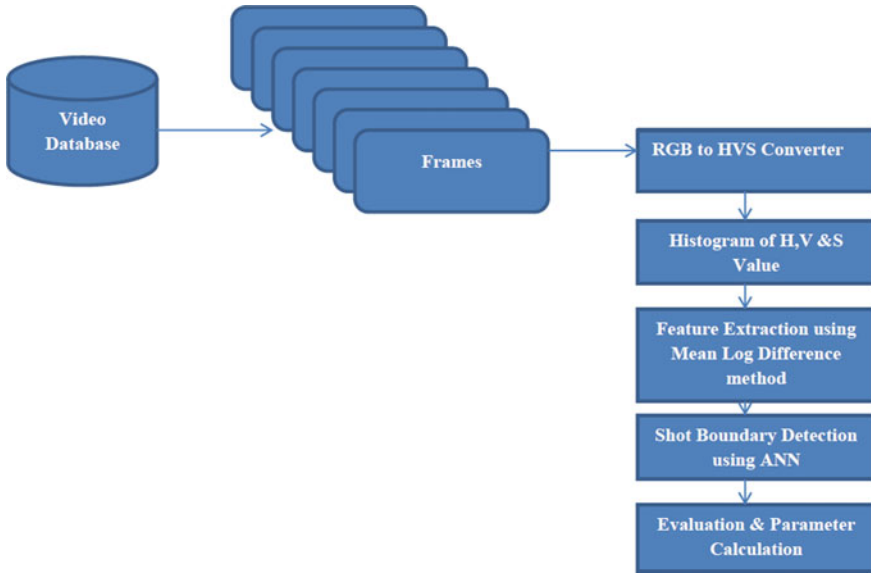 Video
Database
Frames
RGB to HVS Converter
Histogram of H,V &S
Value
Feature Extraction using
Mean Log Difference
method
Shot Boundary Detection
using ANN
Evaluation & Parameter
Calculation